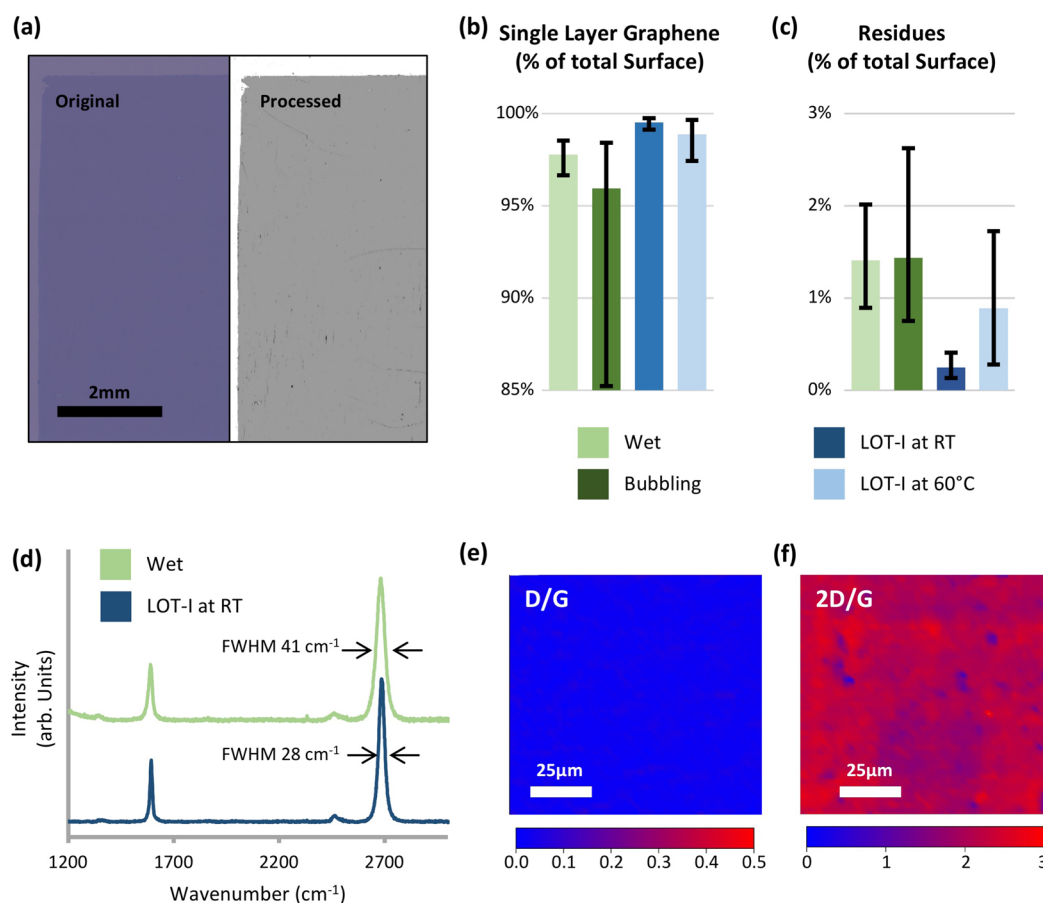 (a)
Original
Processed
2mm
(b)
Single Layer Graphene
(% of total Surface)
100%
95%
90%
85%
(c)
Residues
(% of total Surface)
3%
2%
1%
0%
Wet
Bubbling
LOT-I at RT
LOT-I at 60°C
(d)
Wet
LOT-I at RT
FWHM 41 cm⁻¹
FWHM 28 cm⁻¹
Intensity
(arb. Units)
1200 1700 2200 2700
Wavenumber (cm⁻¹)
(e)
D/G
25µm
0.0 0.1 0.2 0.3 0.4 0.5
(f)
2D/G
25µm
0 1 2 3